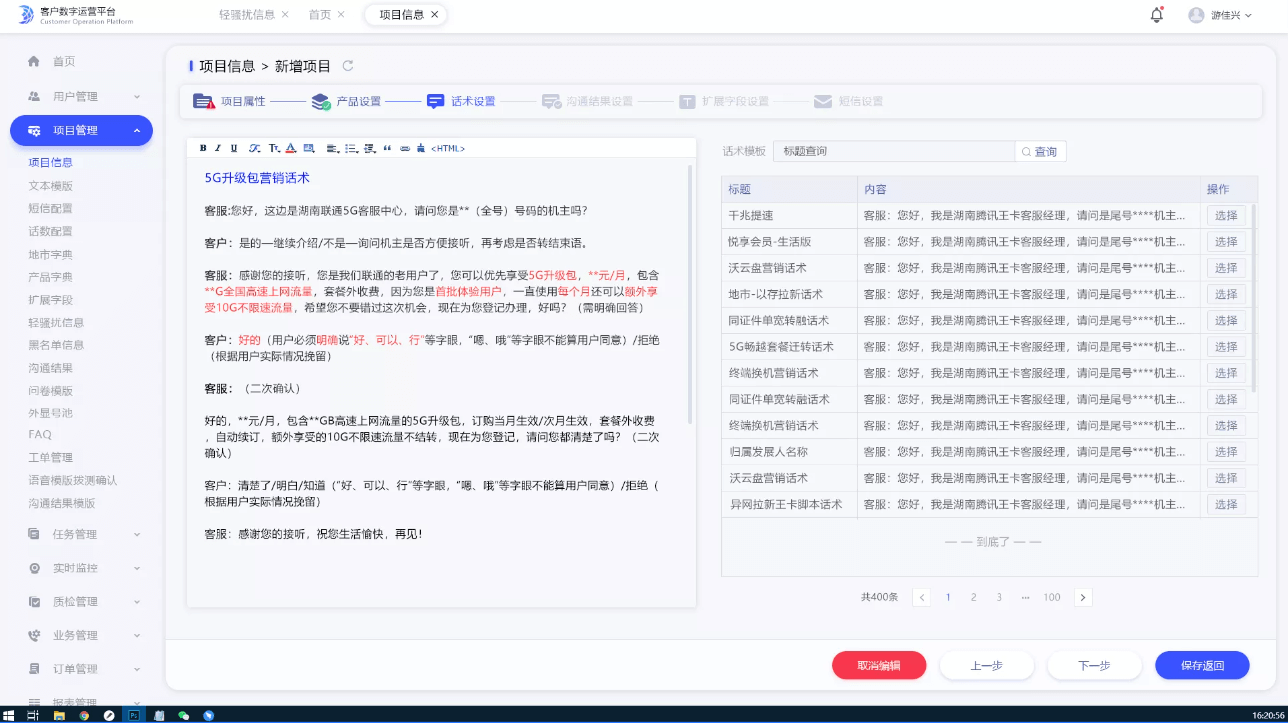 客户数字运营平台
Customer Operation Platform
轻骚扰信息 首页 项目信息
游佳兴
首页
用户管理
项目管理
项目信息
文本模版
短信配置
话数配置
地市字典
产品字典
扩展字段
轻骚扰信息
黑名单信息
沟通结果
问卷模版
外显号池
FAQ
工单管理
语音模版拨测确认
沟通结果模版
任务管理
实时监控
质检管理
业务管理
订单管理
报表管理
项目信息 > 新增项目
项目属性 产品设置 话术设置 沟通结果设置 扩展字段设置 短信设置
B I U <HTML>
5G升级包营销话术
客服:您好，这边是湖南联通5G客服中心，请问您是**（全号）号码的机主吗？
客户：是的—继续介绍/不是—询问机主是否方便接听，再考虑是否转结束语。
客服：感谢您的接听，您是我们联通的老用户了，您可以优先享受5G升级包，**元/月，包含
**G全国高速上网流量，套餐外收费，因为您是首批体验用户，一直使用每个月还可以额外享
受10G不限速流量，希望您不要错过这次机会，现在为您登记办理，好吗？（需明确回答）
客户：好的（用户必须明确说“好、可以、行”等字眼，“嗯、哦”等字眼不能算用户同意）/拒绝
（根据用户实际情况挽留）
客服：（二次确认）
好的，**元/月，包含**GB高速上网流量的5G升级包，订购当月生效/次月生效，套餐外收费
，自动续订，额外享受的10G不限速流量不结转，现在为您登记，请问您都清楚了吗？（二次
确认）
客户：清楚了/明白/知道（“好、可以、行”等字眼，“嗯、哦”等字眼不能算用户同意）/拒绝（
根据用户实际情况挽留）
客服：感谢您的接听，祝您生活愉快，再见！
话术模板 标题查询 查询
标题 内容 操作
千兆提速 客服：您好，我是湖南腾讯王卡客服经理，请问是尾号****机主... 选择
悦享会员-生活版 客服：您好，我是湖南腾讯王卡客服经理，请问是尾号****机主... 选择
沃云盘营销话术 客服：您好，我是湖南腾讯王卡客服经理，请问是尾号****机主... 选择
地市-以存拉新话术 客服：您好，我是湖南腾讯王卡客服经理，请问是尾号****机主... 选择
同证件单宽转融话术 客服：您好，我是湖南腾讯王卡客服经理，请问是尾号****机主... 选择
5G畅越套餐迁转话术 客服：您好，我是湖南腾讯王卡客服经理，请问是尾号****机主... 选择
终端换机营销话术 客服：您好，我是湖南腾讯王卡客服经理，请问是尾号****机主... 选择
同证件单宽转融话术 客服：您好，我是湖南腾讯王卡客服经理，请问是尾号****机主... 选择
终端换机营销话术 客服：您好，我是湖南腾讯王卡客服经理，请问是尾号****机主... 选择
归属发展人名称 客服：您好，我是湖南腾讯王卡客服经理，请问是尾号****机主... 选择
沃云盘营销话术 客服：您好，我是湖南腾讯王卡客服经理，请问是尾号****机主... 选择
异网拉新王卡脚本话术 客服：您好，我是湖南腾讯王卡客服经理，请问是尾号****机主... 选择
— — 到底了 — —
共400条 < 1 2 3 ··· 100 >
取消编辑 上一步 下一步 保存返回
16:20:56